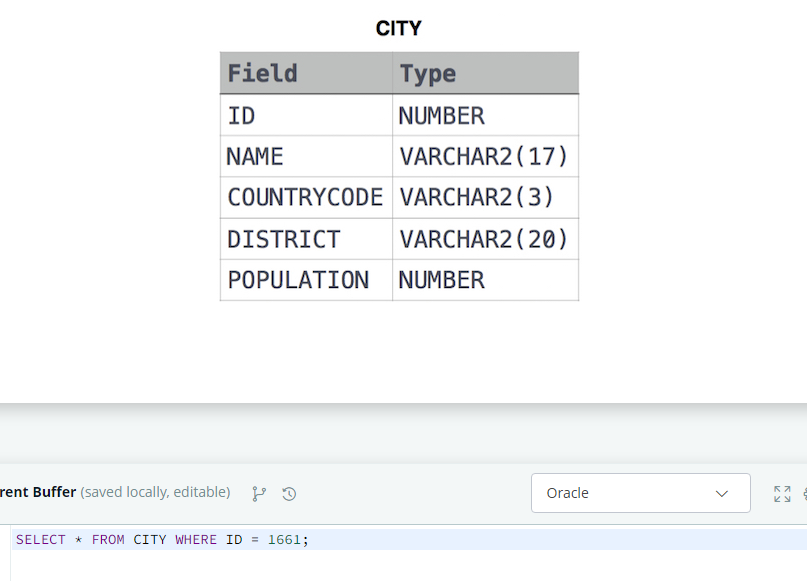 CITY
Field Type
ID NUMBER
NAME VARCHAR2(17)
COUNTRYCODE VARCHAR2(3)
DISTRICT VARCHAR2(20)
POPULATION NUMBER
rent Buffer (saved locally, editable) Oracle
SELECT * FROM CITY WHERE ID = 1661;